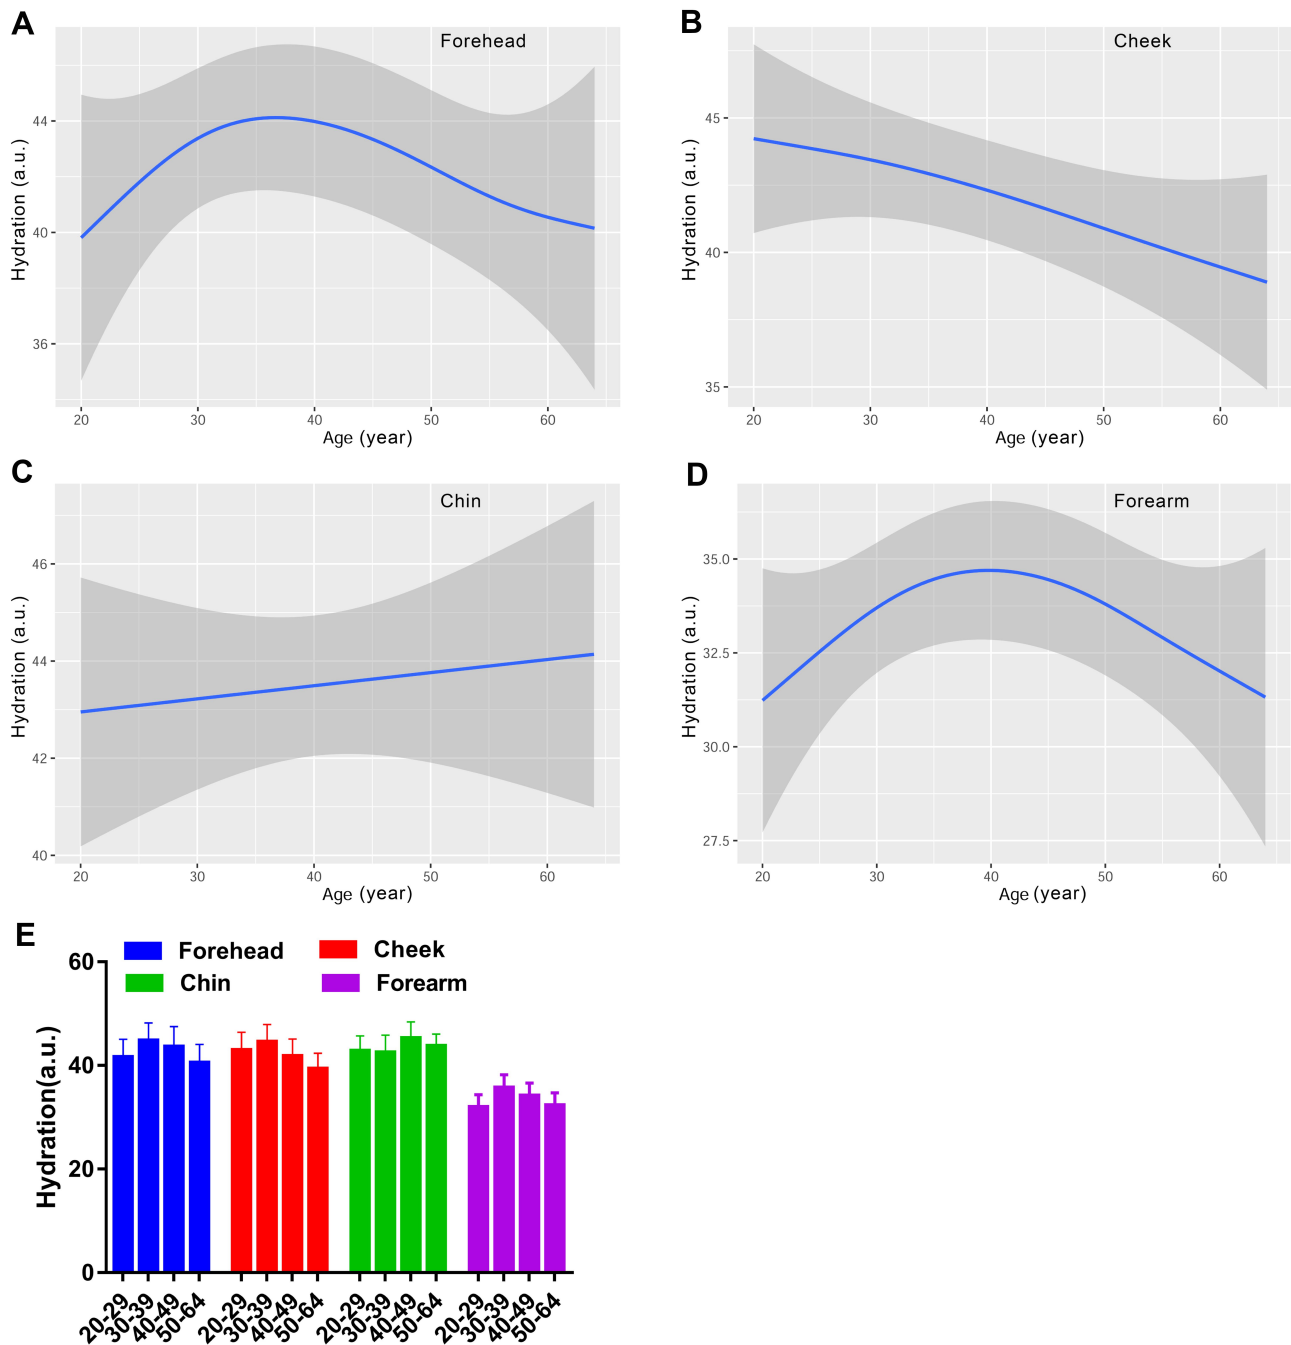 A
Forehead
Hydration (a.u.)
44
40
36
20 30 40 50 60
Age (year)
B
Cheek
Hydration (a.u.)
45
40
35
20 30 40 50 60
Age (year)
C
Chin
Hydration (a.u.)
46
44
42
40
20 30 40 50 60
Age (year)
D
Forearm
Hydration (a.u.)
35.0
32.5
30.0
27.5
20 30 40 50 60
Age (year)
E
Forehead Cheek
Chin Forearm
Hydration(a.u.)
60
40
20
0
20-29 30-39 40-49 50-64 20-29 30-39 40-49 50-64 20-29 30-39 40-49 50-64 20-29 30-39 40-49 50-64